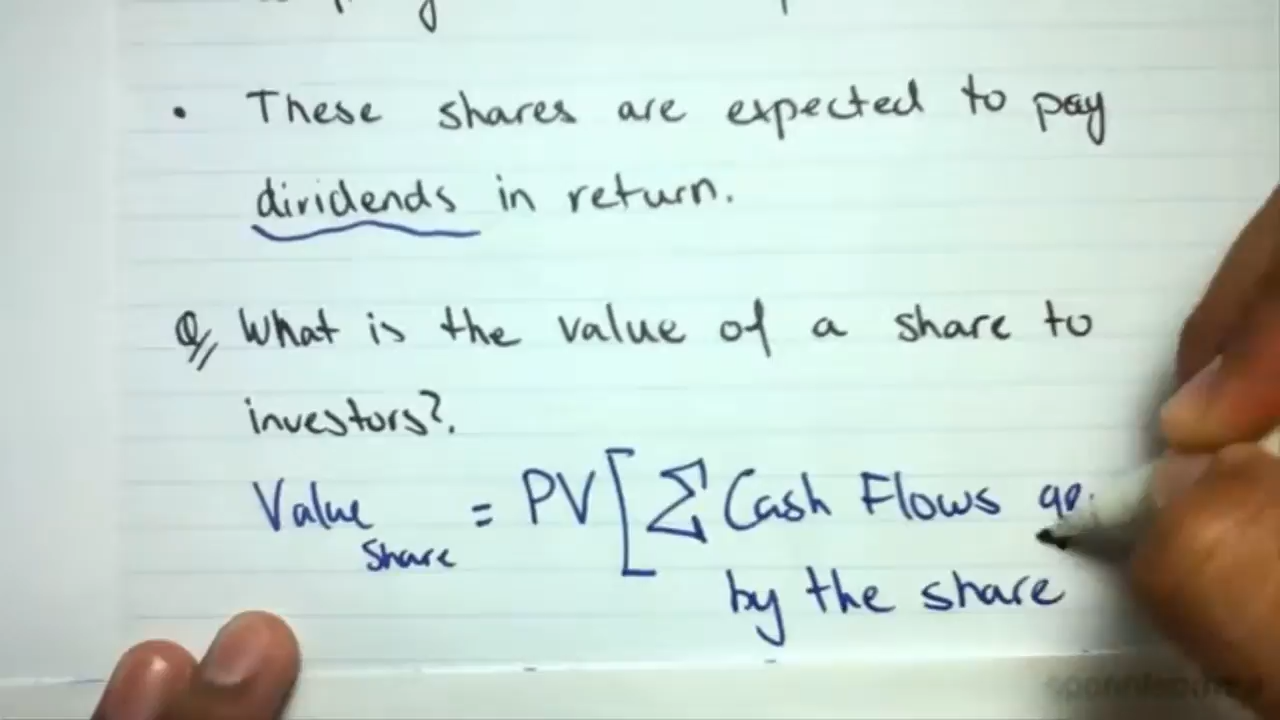 • These shares are expected to pay
dividends in return.
Q// What is the value of a share to
investors?.
Value Share = PV [ Σ Cash Flows
by the share